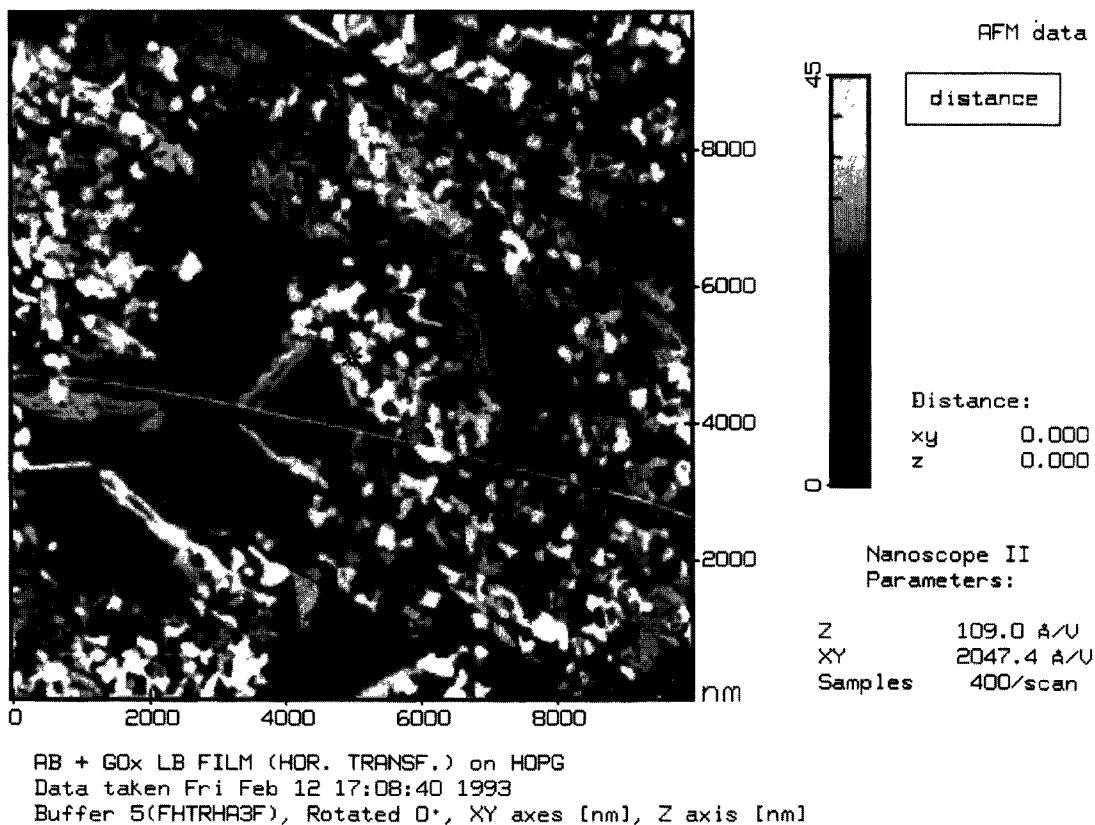 AFM data
45
distance
8000
6000
Distance:
xy 0.000
4000
z 0.000
0
2000
Nanoscope II
Parameters:
Z 109.0 A/V
XY 2047.4 A/V
nm
Samples 400/scan
0 2000 4000 6000 8000
AB + GOx LB FILM (HOR. TRANSF.) on HOPG
Data taken Fri Feb 12 17:08:40 1993
Buffer 5(FHTRHA3F), Rotated 0°, XY axes [nm], Z axis [nm]